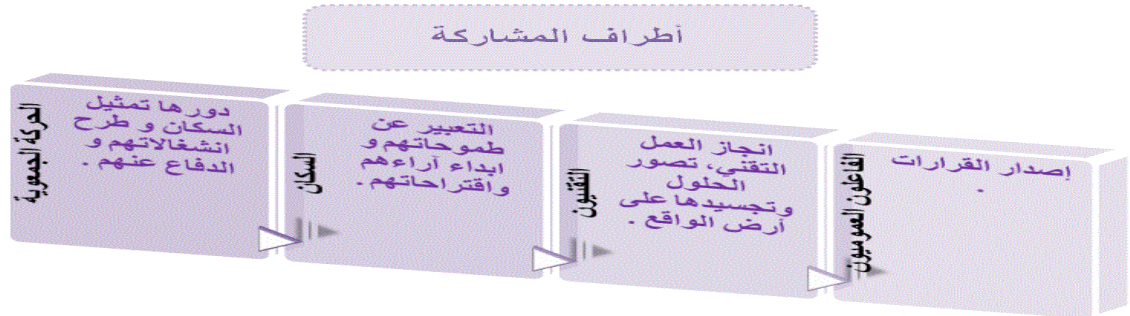 أطراف المشاركة
الحركة الجمعوية
دورها تمثيل
السكان و طرح
انشغالاتهم و
الدفاع عنهم .
السكان
التعبير عن
طموحاتهم و
ابداء آراءهم
واقتراحاتهم .
التقنيون
انجاز العمل
التقني، تصور
الحلول
وتجسيدها على
أرض الواقع .
الفاعلون العموميون
إصدار القرارات
.